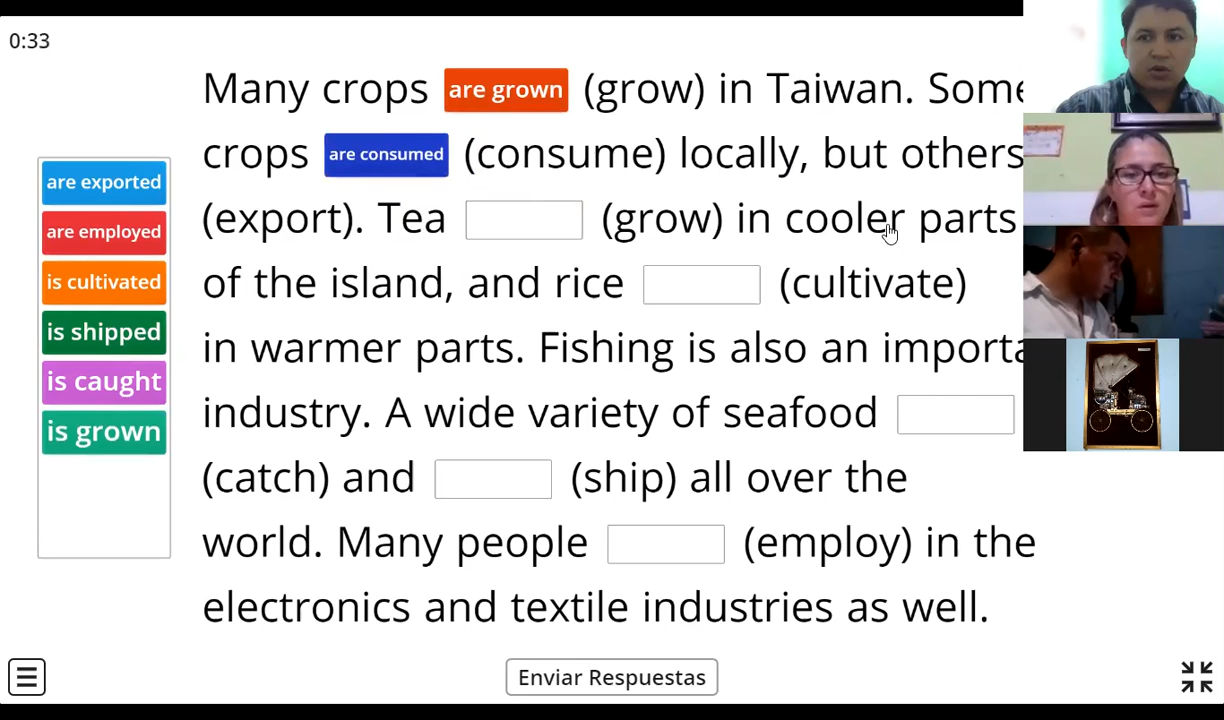 0:33
Many crops are grown (grow) in Taiwan. Some
crops are consumed (consume) locally, but others
(export). Tea (grow) in cooler parts
of the island, and rice (cultivate)
in warmer parts. Fishing is also an importa
industry. A wide variety of seafood
(catch) and (ship) all over the
world. Many people (employ) in the
electronics and textile industries as well.
are exported
are employed
is cultivated
is shipped
is caught
is grown
Enviar Respuestas